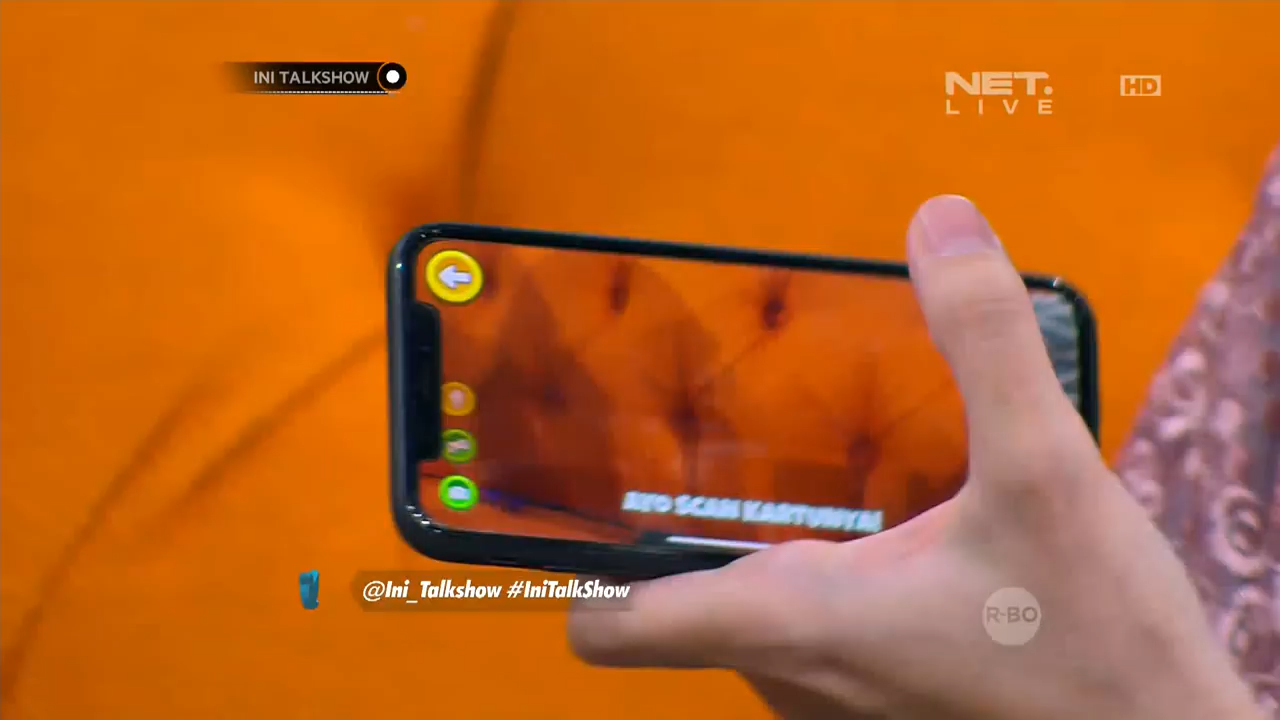 INI TALKSHOW
NET.
LIVE
HD
AYO SCAN KARTUNYA!
@Ini_Talkshow #IniTalkShow
R-BO